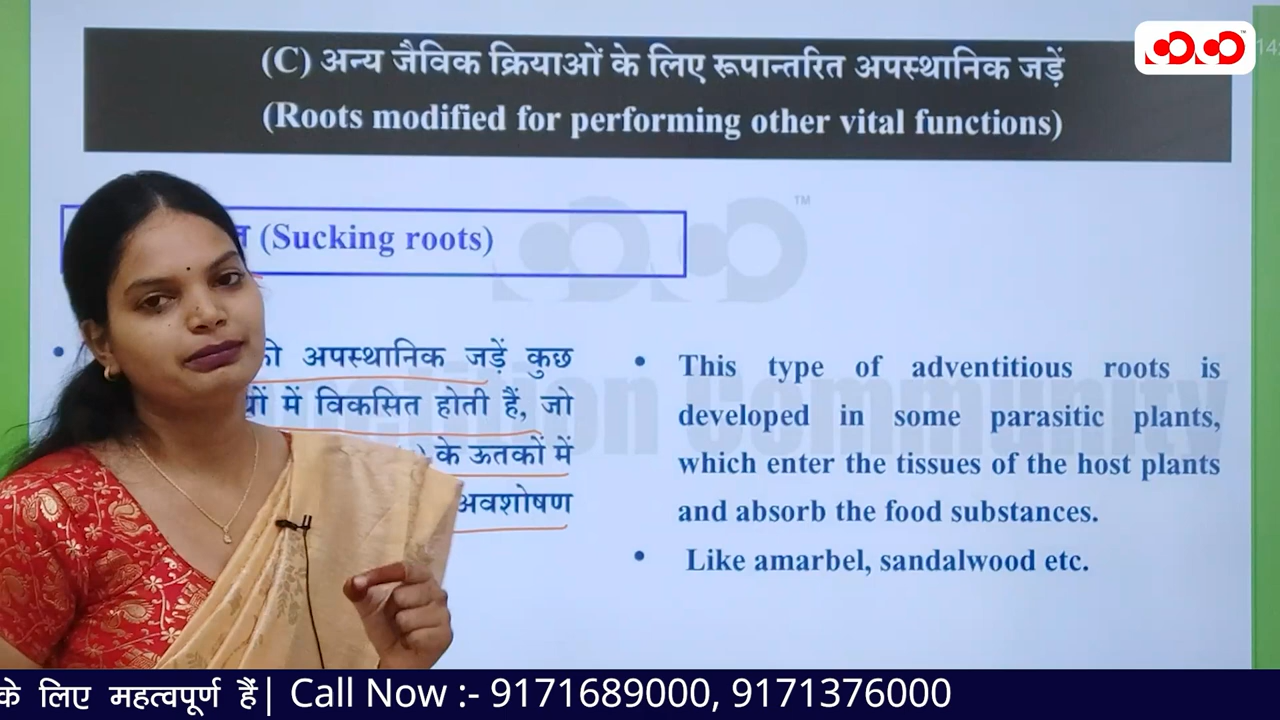 (C) अन्य जैविक क्रियाओं के लिए रूपान्तरित अपस्थानिक जड़ें
(Roots modified for performing other vital functions)
(Sucking roots)
अपस्थानिक जड़ें कुछ
में विकसित होती हैं, जो
के ऊतकों में
अवशोषण
• This type of adventitious roots is
developed in some parasitic plants,
which enter the tissues of the host plants
and absorb the food substances.
• Like amarbel, sandalwood etc.
के लिए महत्वपूर्ण हैं| Call Now :- 9171689000, 9171376000